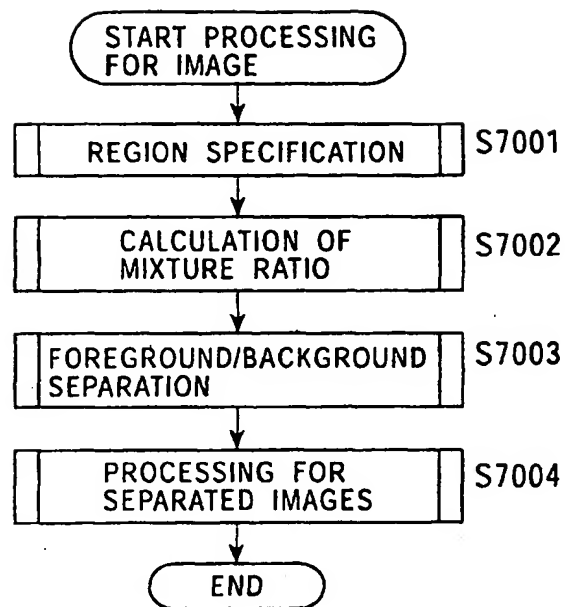 START PROCESSING
FOR IMAGE
REGION SPECIFICATION
S7001
CALCULATION OF
MIXTURE RATIO
S7002
FOREGROUND/BACKGROUND
SEPARATION
S7003
PROCESSING FOR
SEPARATED IMAGES
S7004
END